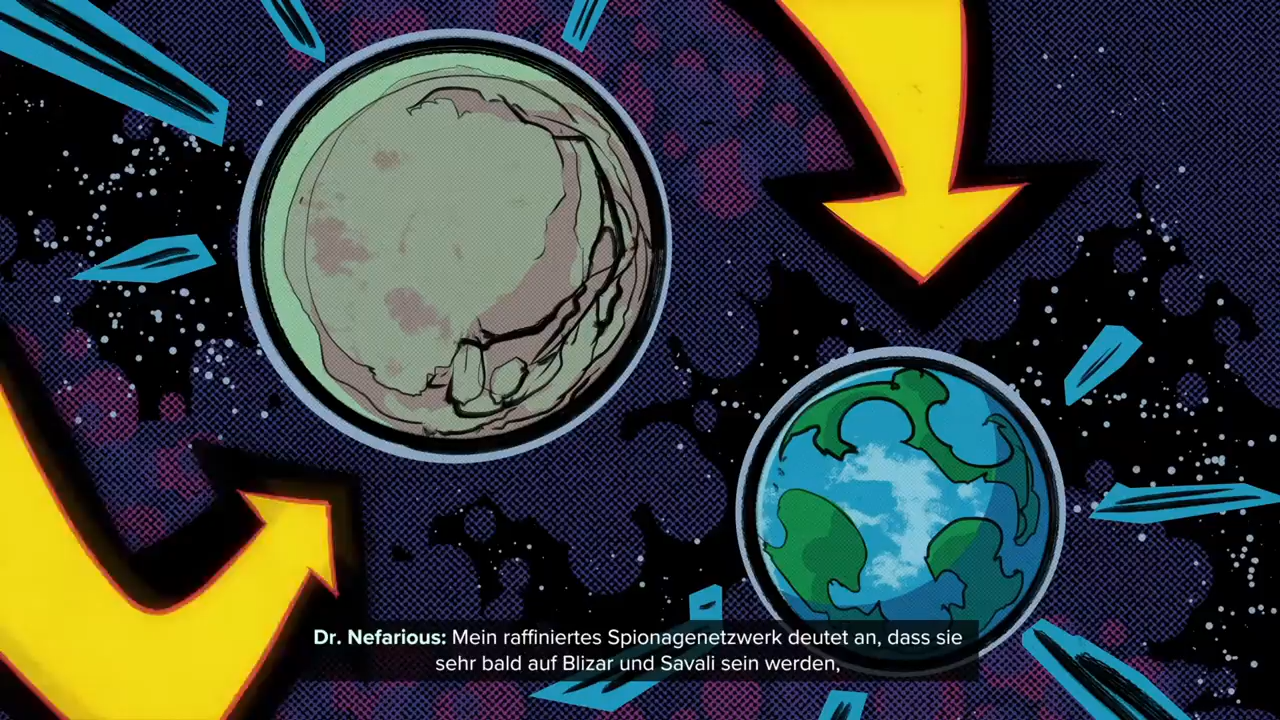 Dr. Nefarious: Mein raffiniertes Spionagenetzwerk deutet an, dass sie
sehr bald auf Blizar und Savali sein werden,